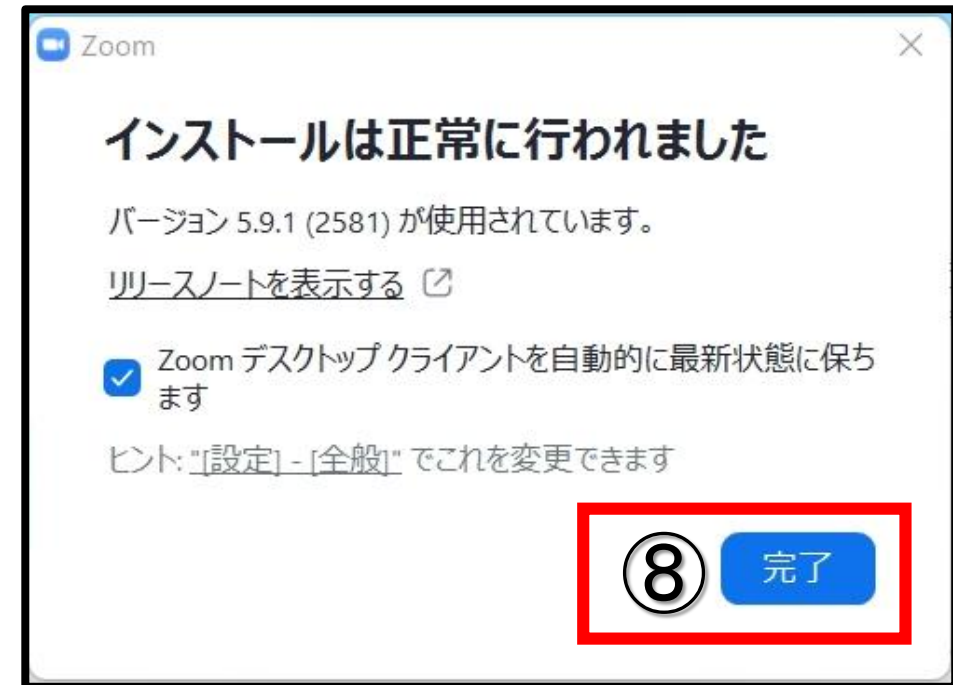 Zoom
インストールは正常に行われました
バージョン 5.9.1 (2581) が使用されています。
リリースノートを表示する
Zoom デスクトップ クライアントを自動的に最新状態に保ち
ます
ヒント: "[設定] - [全般]" でこれを変更できます
⑧ 完了